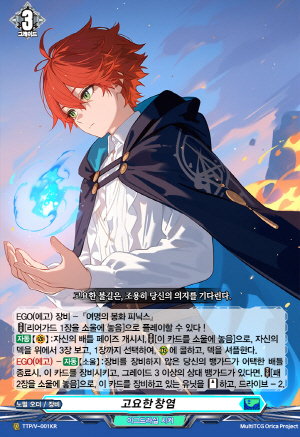 3
그레이드
고요한 불길은, 조용히 당신의 의지를 기다린다.
EGO(에고) 장비 – 「여명의 봉화 피닉스」
[리어가드 1장을 소울에 놓음]으로 플레이할 수 있다!
자동 : 자신의 배틀 페이즈 개시시, [이 카드를 소울에 놓음]으로, 자신의
덱을 위에서 3장 보고, 1장까지 선택하여, 에 콜하고, 덱을 셔플한다.
EGO(에고) – 자동 【소울】 : 장비를 장비하지 않은 당신의 뱅가드가 어택한 배틀
종료시, 이 카드를 장비시키고, 그레이드 3 이상의 상대 뱅가드가 있다면, [패
2장을 소울에 놓음]으로, 이 카드를 장비하고 있는 유닛을 하고, 드라이브 – 2.
노멀 오더 / 장비
고요한 창염
TTP/V-001KR
MultiTCG Orica Project